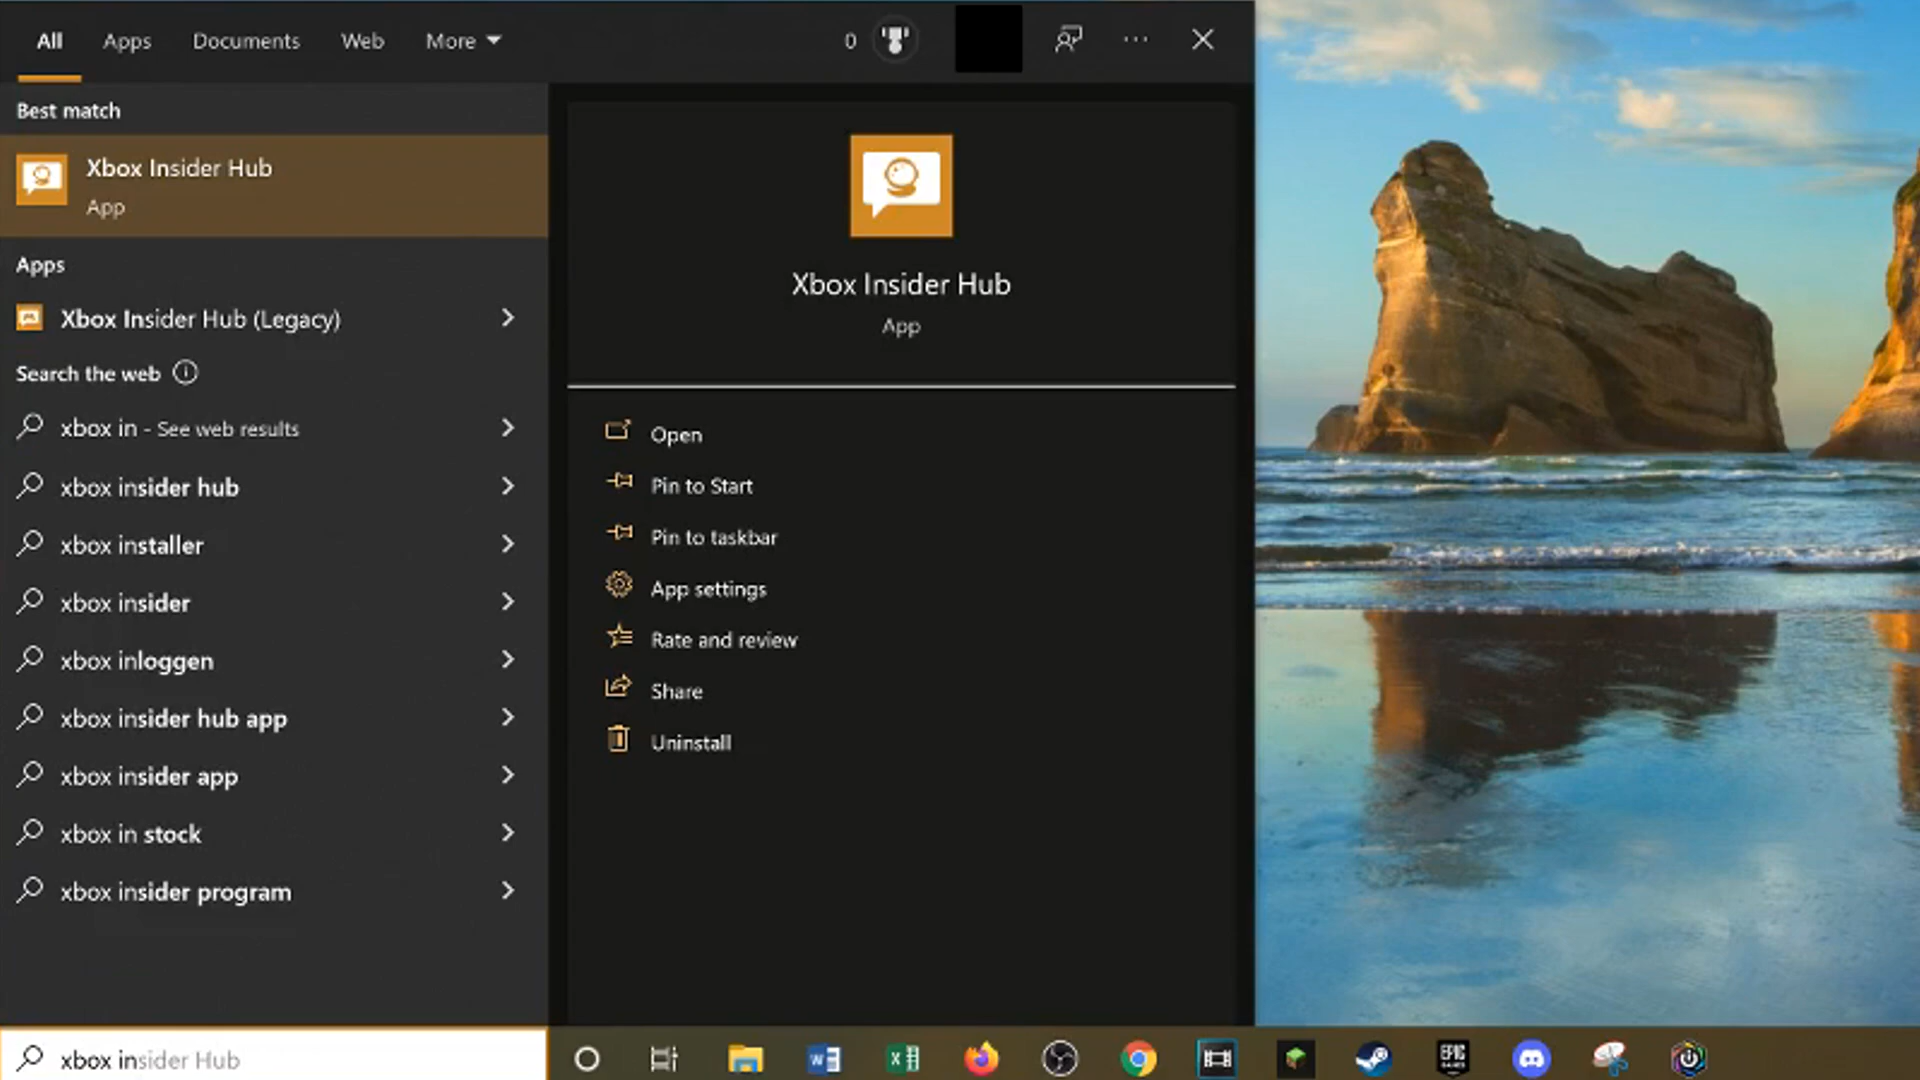 All Apps Documents Web More 0
Best match
Xbox Insider Hub
App
Apps
Xbox Insider Hub (Legacy)
Search the web
xbox in - See web results
xbox insider hub
xbox installer
xbox insider
xbox inloggen
xbox insider hub app
xbox insider app
xbox in stock
xbox insider program
xbox insider Hub
Xbox Insider Hub
App
Open
Pin to Start
Pin to taskbar
App settings
Rate and review
Share
Uninstall
W
X
EPIC
GAMES